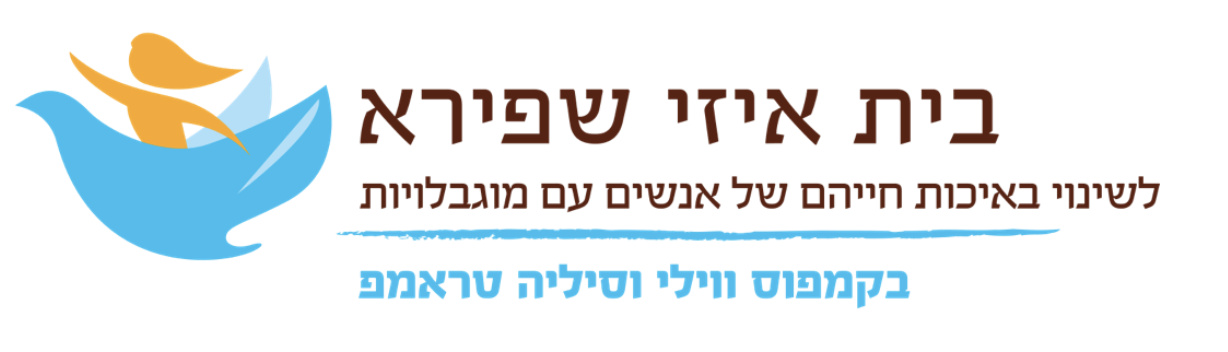 בית איזי שפירא
לשינוי באיכות חייהם של אנשים עם מוגבלויות
בקמפוס ווילי וסיליה טראמפ